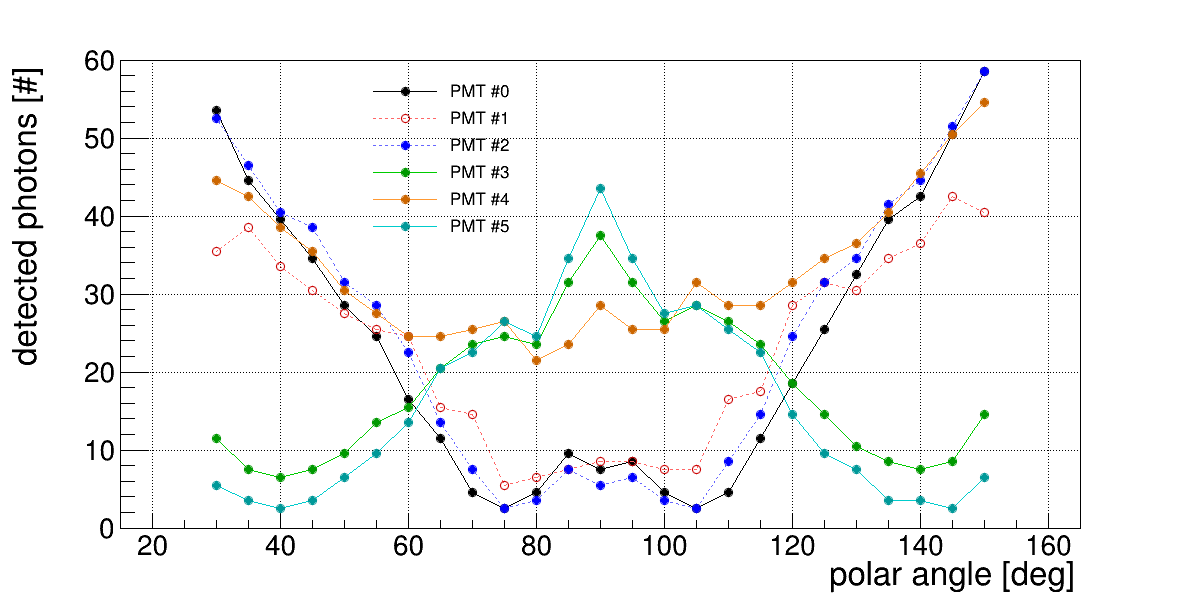 detected photons [#]
60
50
40
30
20
10
0
PMT #0
PMT #1
PMT #2
PMT #3
PMT #4
PMT #5
20 40 60 80 100 120 140 160
polar angle [deg]